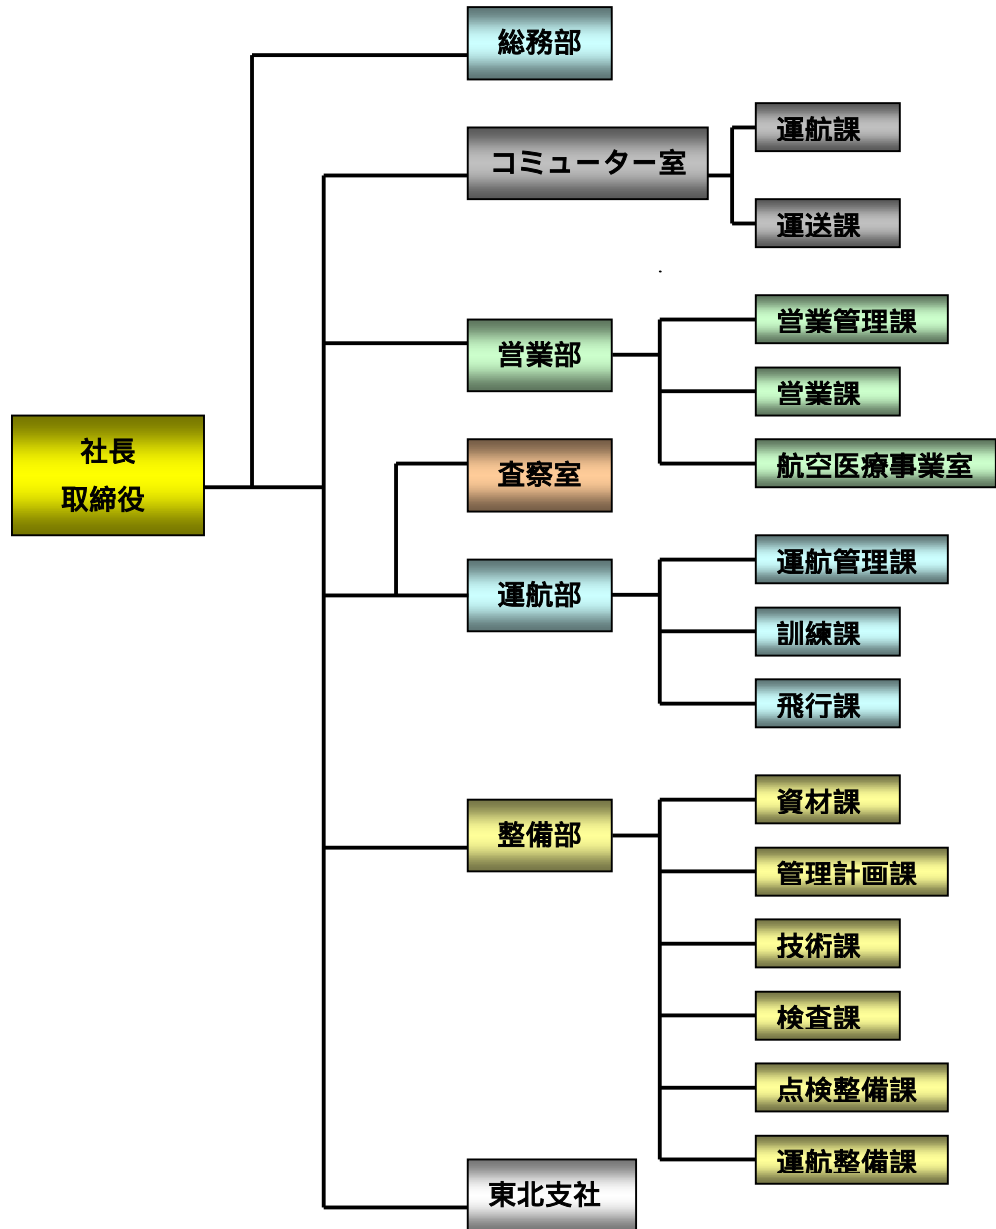 総務部
コミューター室
運航課
運送課
営業部
営業管理課
営業課
航空医療事業室
社長
取締役
査察室
運航部
運航管理課
訓練課
飛行課
整備部
資材課
管理計画課
技術課
検査課
点検整備課
運航整備課
東北支社